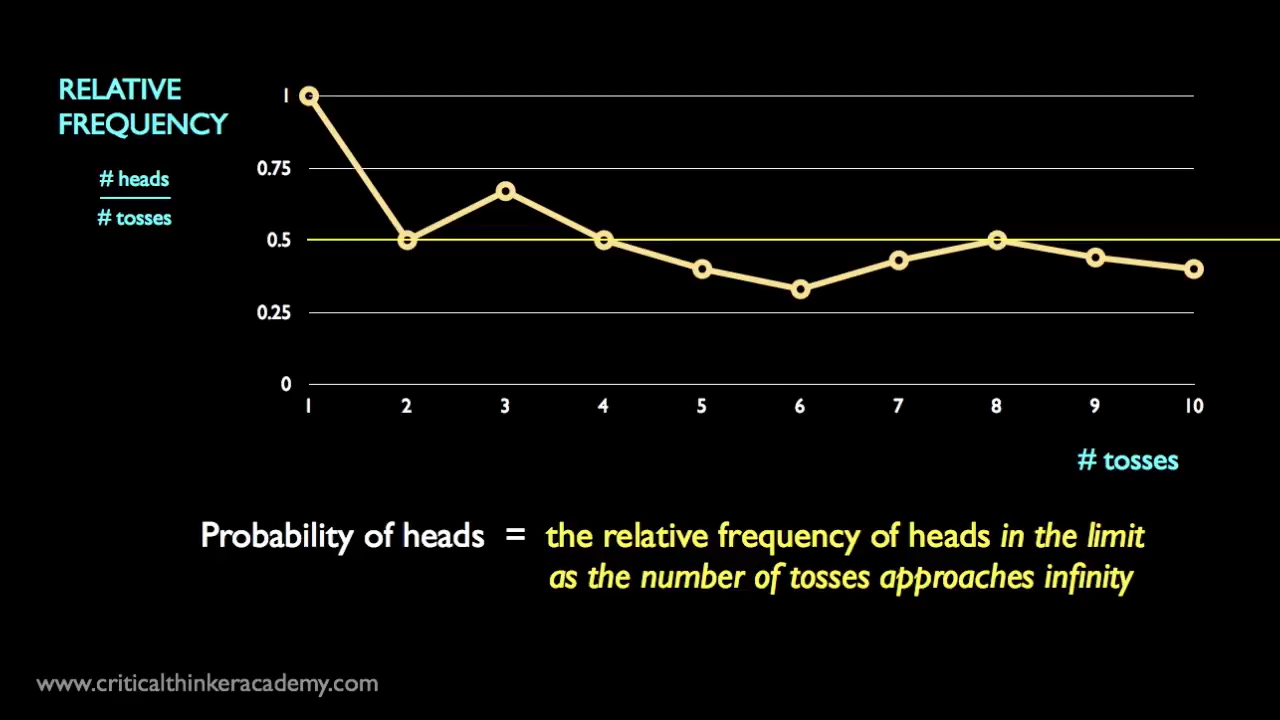 RELATIVE
FREQUENCY
# heads
# tosses
1
0.75
0.5
0.25
0
1 2 3 4 5 6 7 8 9 10
# tosses
Probability of heads = the relative frequency of heads in the limit
as the number of tosses approaches infinity
www.criticalthinkeracademy.com